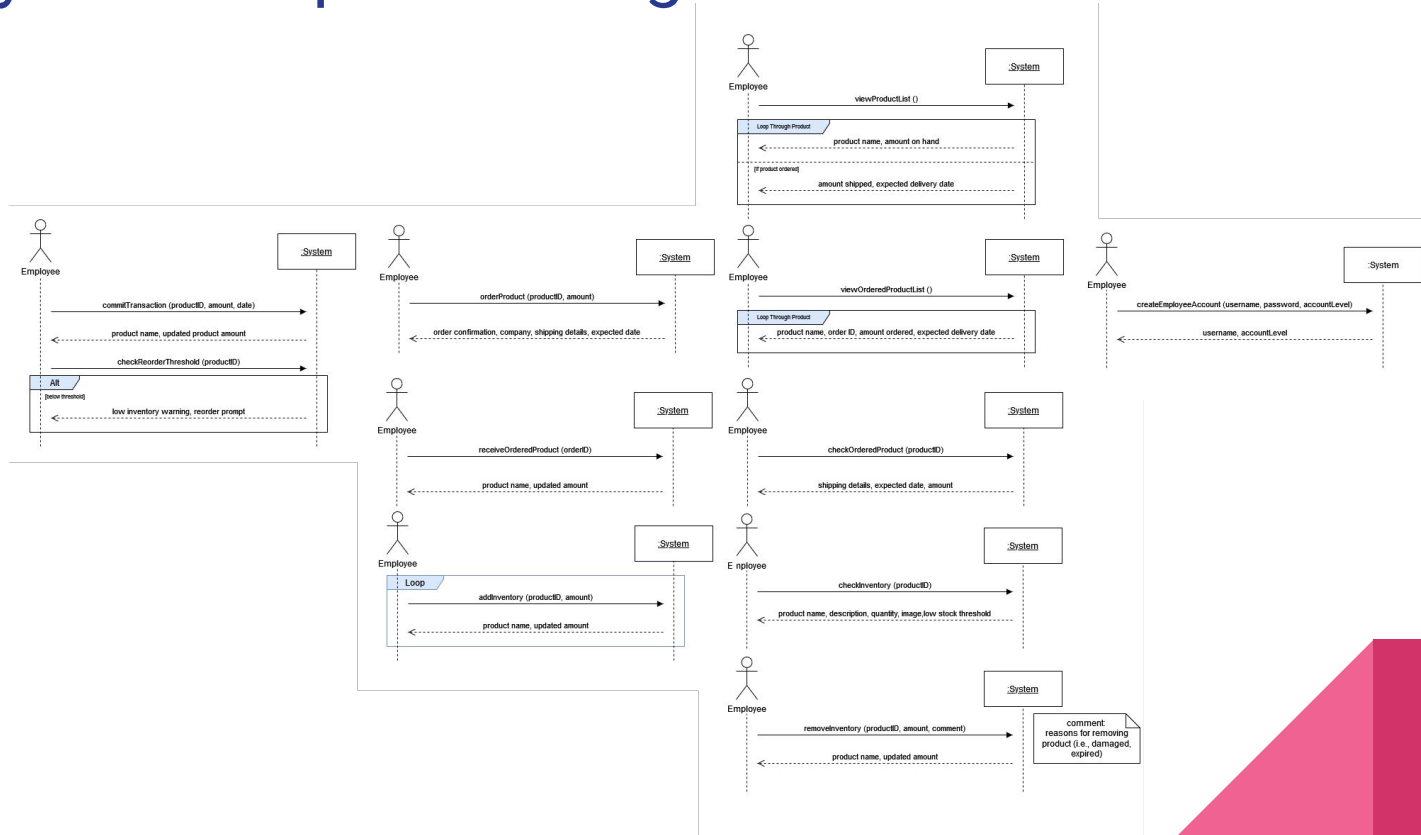 Employee
:System
viewProductList ()
Loop Through Product
product name, amount on hand
[If product ordered]
amount shipped, expected delivery date
Employee
:System
commitTransaction (productID, amount, date)
product name, updated product amount
checkReorderThreshold (productID)
Alt
[below threshold]
low inventory warning, reorder prompt
Employee
:System
orderProduct (productID, amount)
order confirmation, company, shipping details, expected date
Employee
:System
viewOrderedProductList ()
Loop Through Product
product name, order ID, amount ordered, expected delivery date
Employee
:System
createEmployeeAccount (username, password, accountLevel)
username, accountLevel
Employee
:System
receiveOrderedProduct (orderID)
product name, updated amount
Employee
:System
checkOrderedProduct (productID)
shipping details, expected date, amount
Employee
:System
Loop
addInventory (productID, amount)
product name, updated amount
E nployee
:System
checkInventory (productID)
product name, description, quantity, image,low stock threshold
Employee
:System
removeInventory (productID, amount, comment)
product name, updated amount
comment:
reasons for removing
product (i.e., damaged,
expired)